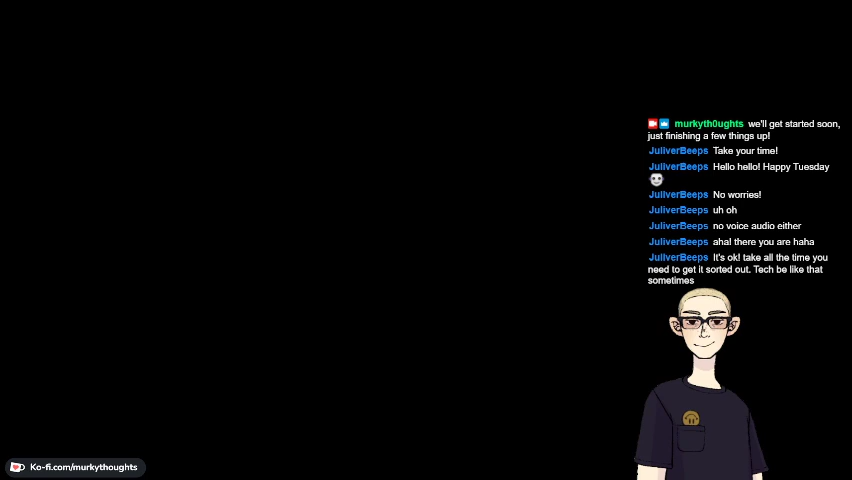 murkyth0ughts we'll get started soon,
just finishing a few things up!
JuliverBeeps Take your time!
JuliverBeeps Hello hello! Happy Tuesday
JuliverBeeps No worries!
JuliverBeeps uh oh
JuliverBeeps no voice audio either
JuliverBeeps aha! there you are haha
JuliverBeeps It's ok! take all the time you
need to get it sorted out. Tech be like that
sometimes
Ko-fi.com/murkythoughts